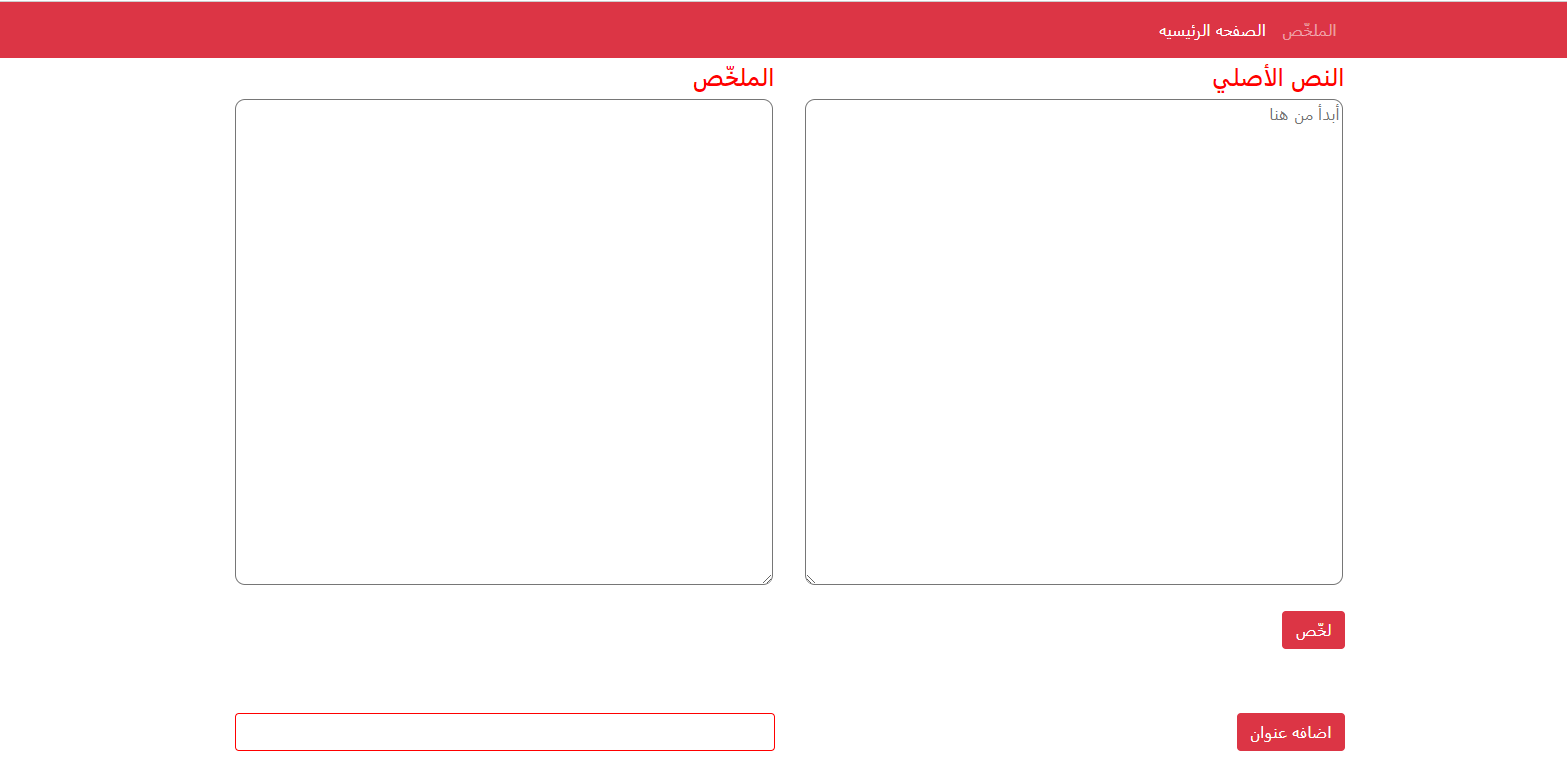 الملخّص
الصفحه الرئيسيه
النص الأصلي
الملخّص
أبدأ من هنا
لخّص
اضافه عنوان